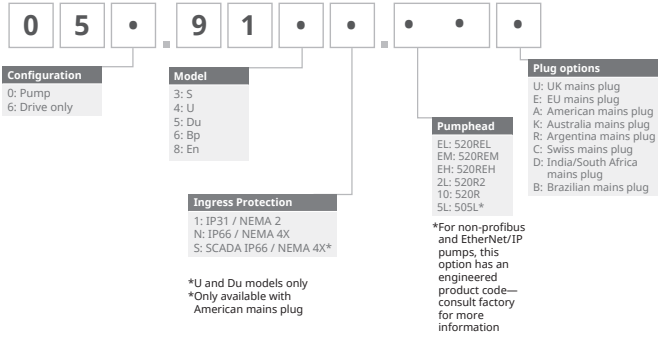 0 5 • . 9 1 • • . • • •
Configuration
0: Pump
6: Drive only
Model
3: S
4: U
5: Du
6: Bp
8: En
Ingress Protection
1: IP31 / NEMA 2
N: IP66 / NEMA 4X
S: SCADA IP66 / NEMA 4X*
*U and Du models only
*Only available with
American mains plug
Pumphead
EL: 520REL
EM: 520REM
EH: 520REH
2L: 520R2
10: 520R
5L: 505L*
*For non-profibus
and EtherNet/IP
pumps, this
option has an
engineered
product code—
consult factory
for more
information
Plug options
U: UK mains plug
E: EU mains plug
A: American mains plug
K: Australia mains plug
R: Argentina mains plug
C: Swiss mains plug
D: India/South Africa
mains plug
B: Brazilian mains plug